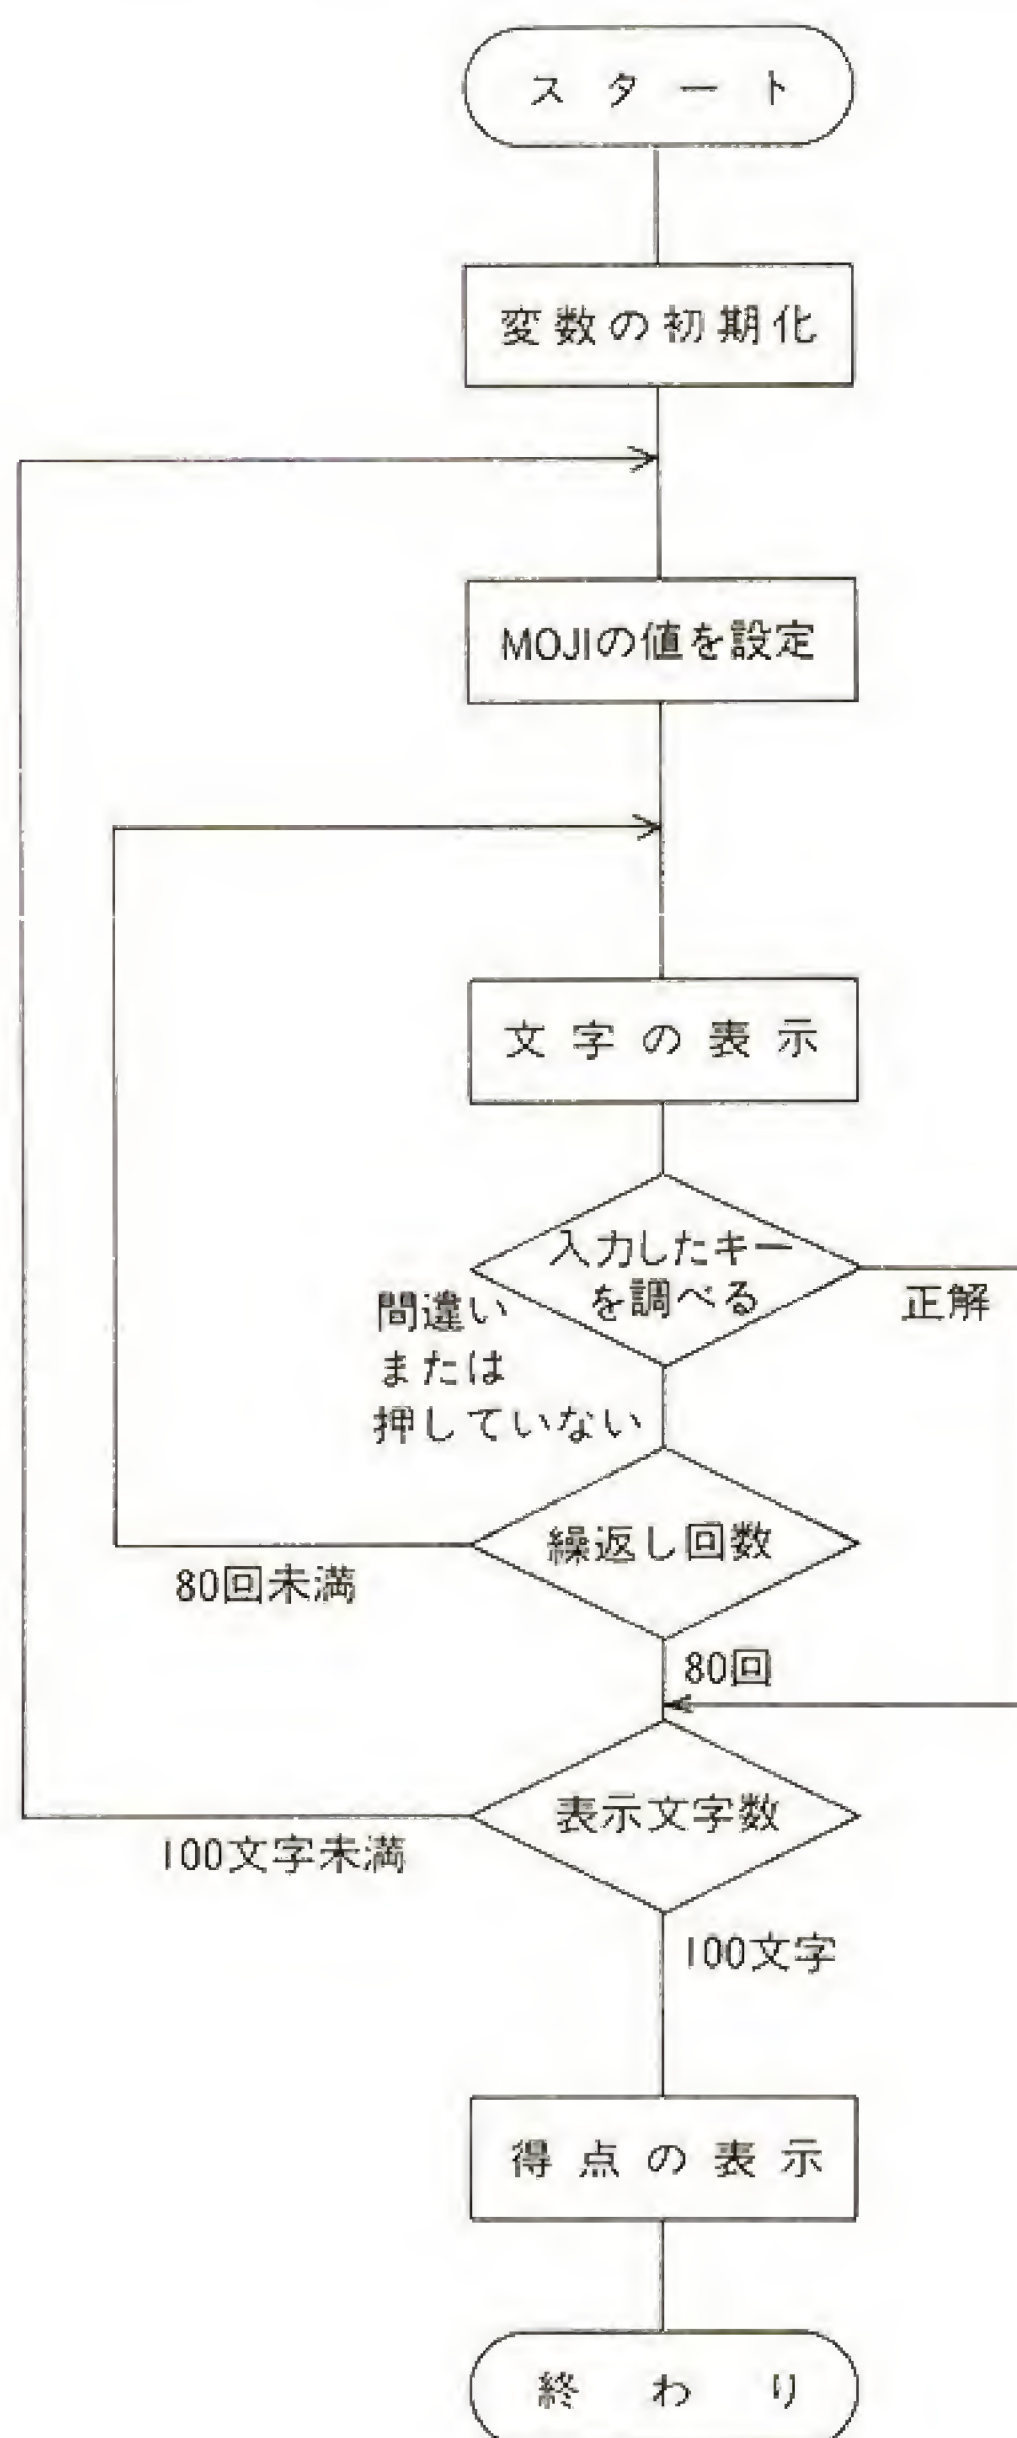 スタート
変数の初期化
MOJIの値を設定
文字の表示
入力したキー
を調べる
正解
間違い
または
押していない
繰返し回数
80回未満
80回
表示文字数
100文字未満
100文字
得点の表示
終わり